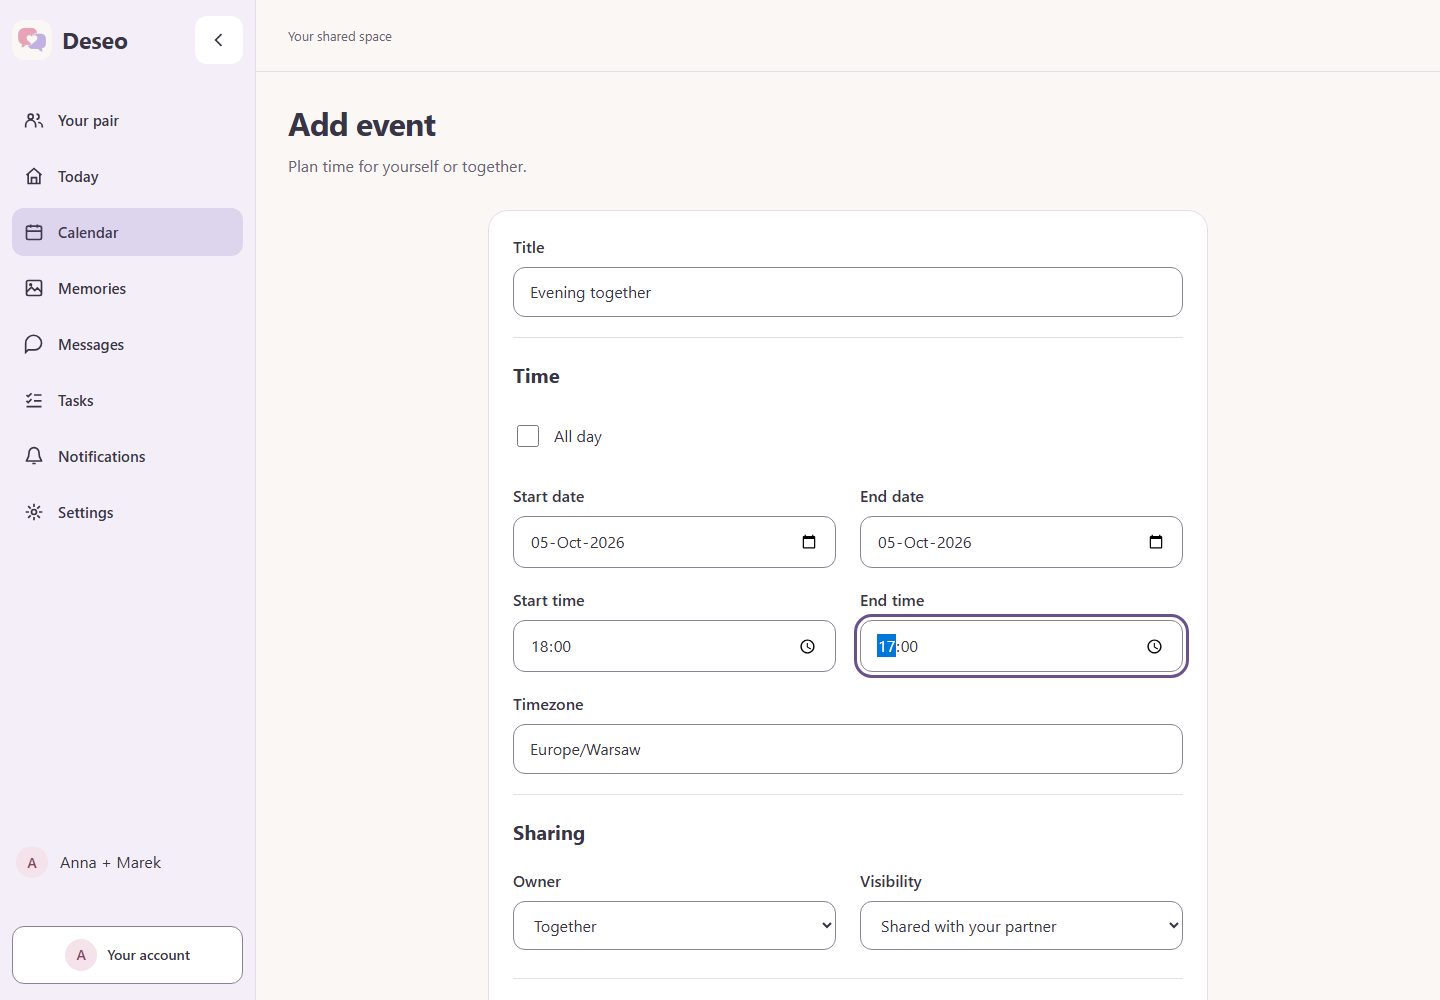 Deseo
Your shared space
Your pair
Today
Calendar
Memories
Messages
Tasks
Notifications
Settings
A Anna + Marek
A Your account
Add event
Plan time for yourself or together.
Title
Evening together
Time
All day
Start date
End date
05-Oct-2026
05-Oct-2026
Start time
End time
18:00
17:00
Timezone
Europe/Warsaw
Sharing
Owner
Visibility
Together
Shared with your partner